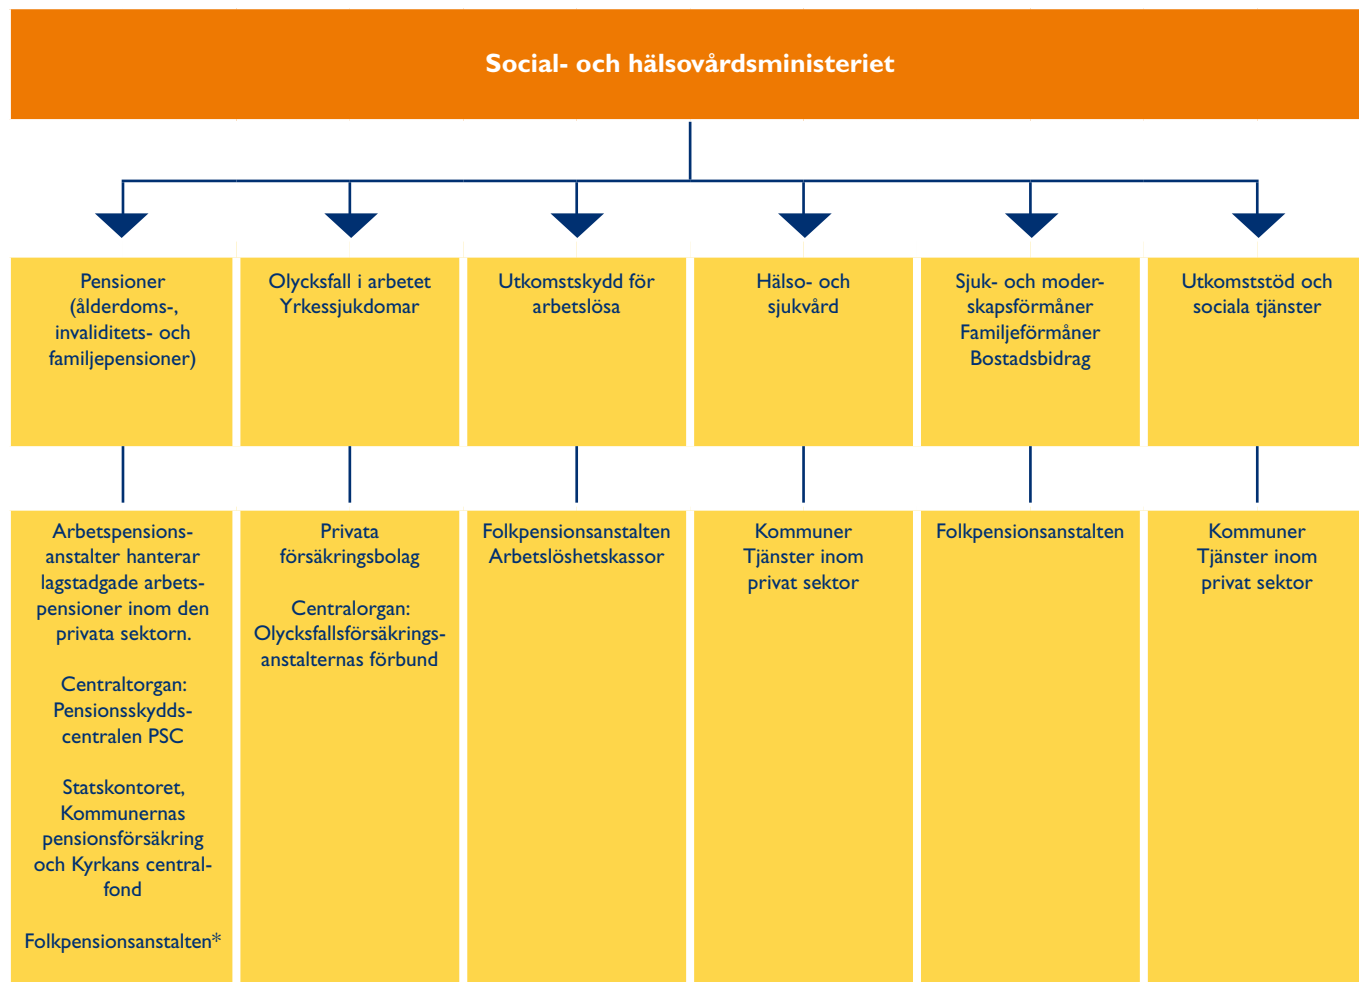 Social- och hälsovårdsministeriet
Pensioner
(ålderdoms-,
invaliditets- och
familjepensioner)
Olycksfall i arbetet
Yrkessjukdomar
Utkomstskydd för
arbetslösa
Hälso- och
sjukvård
Sjuk- och moder-
skapsförmåner
Familjeförmåner
Bostadsbidrag
Utkomststöd och
sociala tjänster
Arbetspensions-
anstalter hanterar
lagstadgade arbets-
pensioner inom den
privata sektorn.
Centraltorgan:
Pensionsskydds-
centralen PSC
Statskontoret,
Kommunernas
pensionsförsäkring
och Kyrkans central-
fond
Folkpensionsanstalten*
Privata
försäkringsbolag
Centralorgan:
Olycksfallsförsäkrings-
anstalternas förbund
Folkpensionsanstalten
Arbetslöshetskassor
Kommuner
Tjänster inom
privat sektor
Folkpensionsanstalten
Kommuner
Tjänster inom
privat sektor